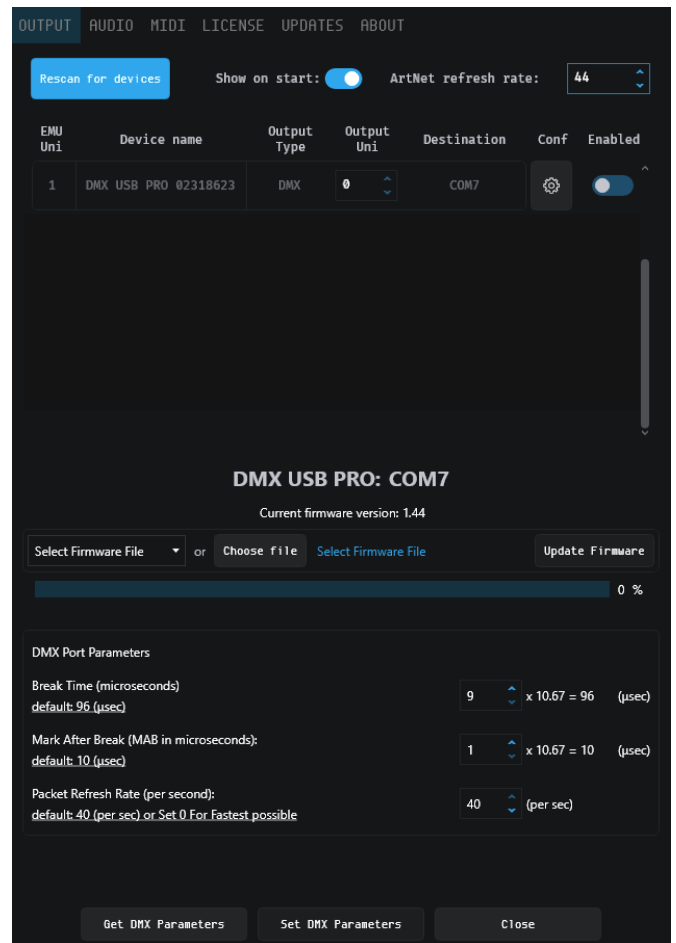 OUTPUT AUDIO MIDI LICENSE UPDATES ABOUT
Rescan for devices Show on start: ArtNet refresh rate: 44
EMU Uni Device name Output Type Output Uni Destination Conf Enabled
1 DMX USB PRO 02318623 DMX 0 COM7
DMX USB PRO: COM7
Current firmware version: 1.44
Select Firmware File or Choose file Select Firmware File Update Firmware
0 %
DMX Port Parameters
Break Time (microseconds)
default: 96 (µsec)
9 x 10.67 = 96 (µsec)
Mark After Break (MAB in microseconds):
default: 10 (µsec)
1 x 10.67 = 10 (µsec)
Packet Refresh Rate (per second):
default: 40 (per sec) or Set 0 For Fastest possible
40 (per sec)
Get DMX Parameters Set DMX Parameters Close